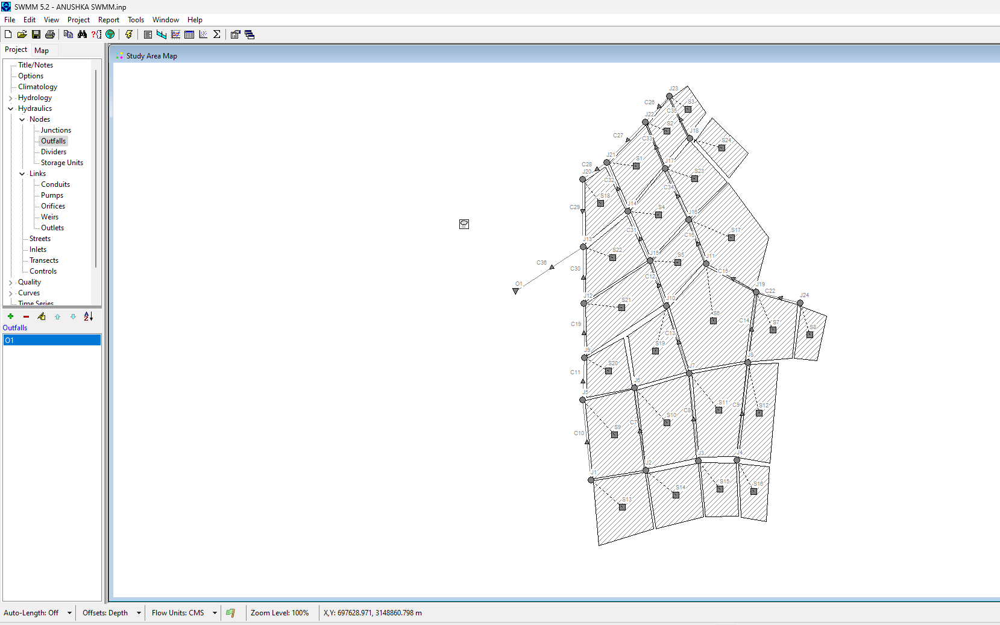 SWMM 5.2 - ANUSHKA SWMM.inp
File Edit View Project Report Tools Window Help
Project Map
Title/Notes
Options
Climatology
Hydrology
Hydraulics
Nodes
Junctions
Outfalls
Dividers
Storage Units
Links
Conduits
Pumps
Orifices
Weirs
Outlets
Streets
Inlets
Transects
Controls
Quality
Curves
Time Series
Outfalls
O1
Study Area Map
J23
C26
S3
C35
J22
S2
J18
C27
C33
S24
J21
S1
J17
C28
J20
S23
C32
C34
S18
J14
C29
S4
J16
C31
S17
C16
J13
S22
J15
S5
J11
C36
C30
C12
C15
O1
J19
C22
J12
S21
J10
J24
S6
C14
S7
S8
C19
C13
S19
J9
S20
J8
C11
J7
J6
J5
S11
C9
S12
C8
S10
C7
S9
C10
J3
J4
J2
J1
S15
S16
S14
S13
Auto-Length: Off Offsets: Depth Flow Units: CMS Zoom Level: 100% X,Y: 697628.971, 3148860.798 m